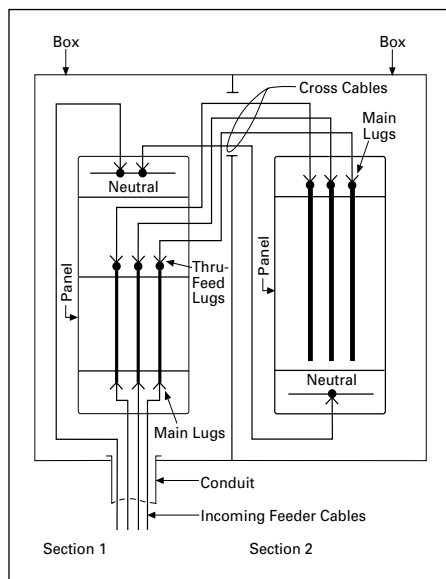 Box
Box
Cross Cables
Main
Lugs
Neutral
Thru-
Feed
Lugs
Panel
Panel
Neutral
Main Lugs
Conduit
Incoming Feeder Cables
Section 1
Section 2